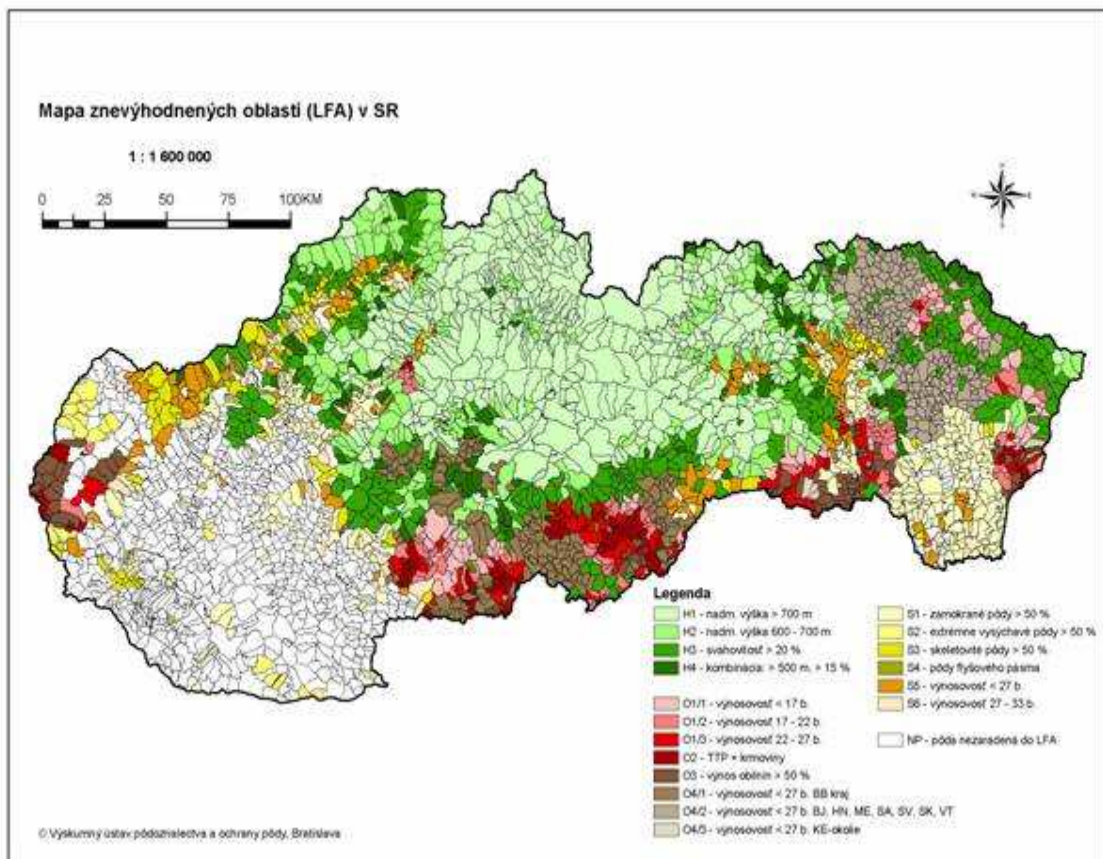 Mapa znevýhodnených oblastí (LFA) v SR
1 : 1 600 000
0 25 50 75 100KM
Legenda
H1 - nadm. výška > 700 m
H2 - nadm. výška 600 - 700 m
H3 - svahovitosť > 20 %
H4 - kombinácia: > 500 m. > 15 %
O1/1 - výnosovosť < 17 b.
O1/2 - výnosovosť 17 - 22 b.
O1/3 - výnosovosť 22 - 27 b.
O2 - TTP + krmoviny
O3 - výnos obilnín > 50 %
O4/1 - výnosovosť < 27 b. BB kraj
O4/2 - výnosovosť < 27 b. BJ, HN, ME, SA, SV, SK, VT
O4/3 - výnosovosť < 27 b. KE-okolie
S1 - zamokrané pôdy > 50 %
S2 - extrémne vysýchavé pôdy > 50 %
S3 - skeletovité pôdy > 50 %
S4 - pôdy flyšového pásma
S5 - výnosovosť < 27 b.
S6 - výnosovosť 27 - 33 b.
NP - pôda nezaradená do LFA
© Výskumný ústav pôdoznalectva a ochrany pôdy, Bratislava